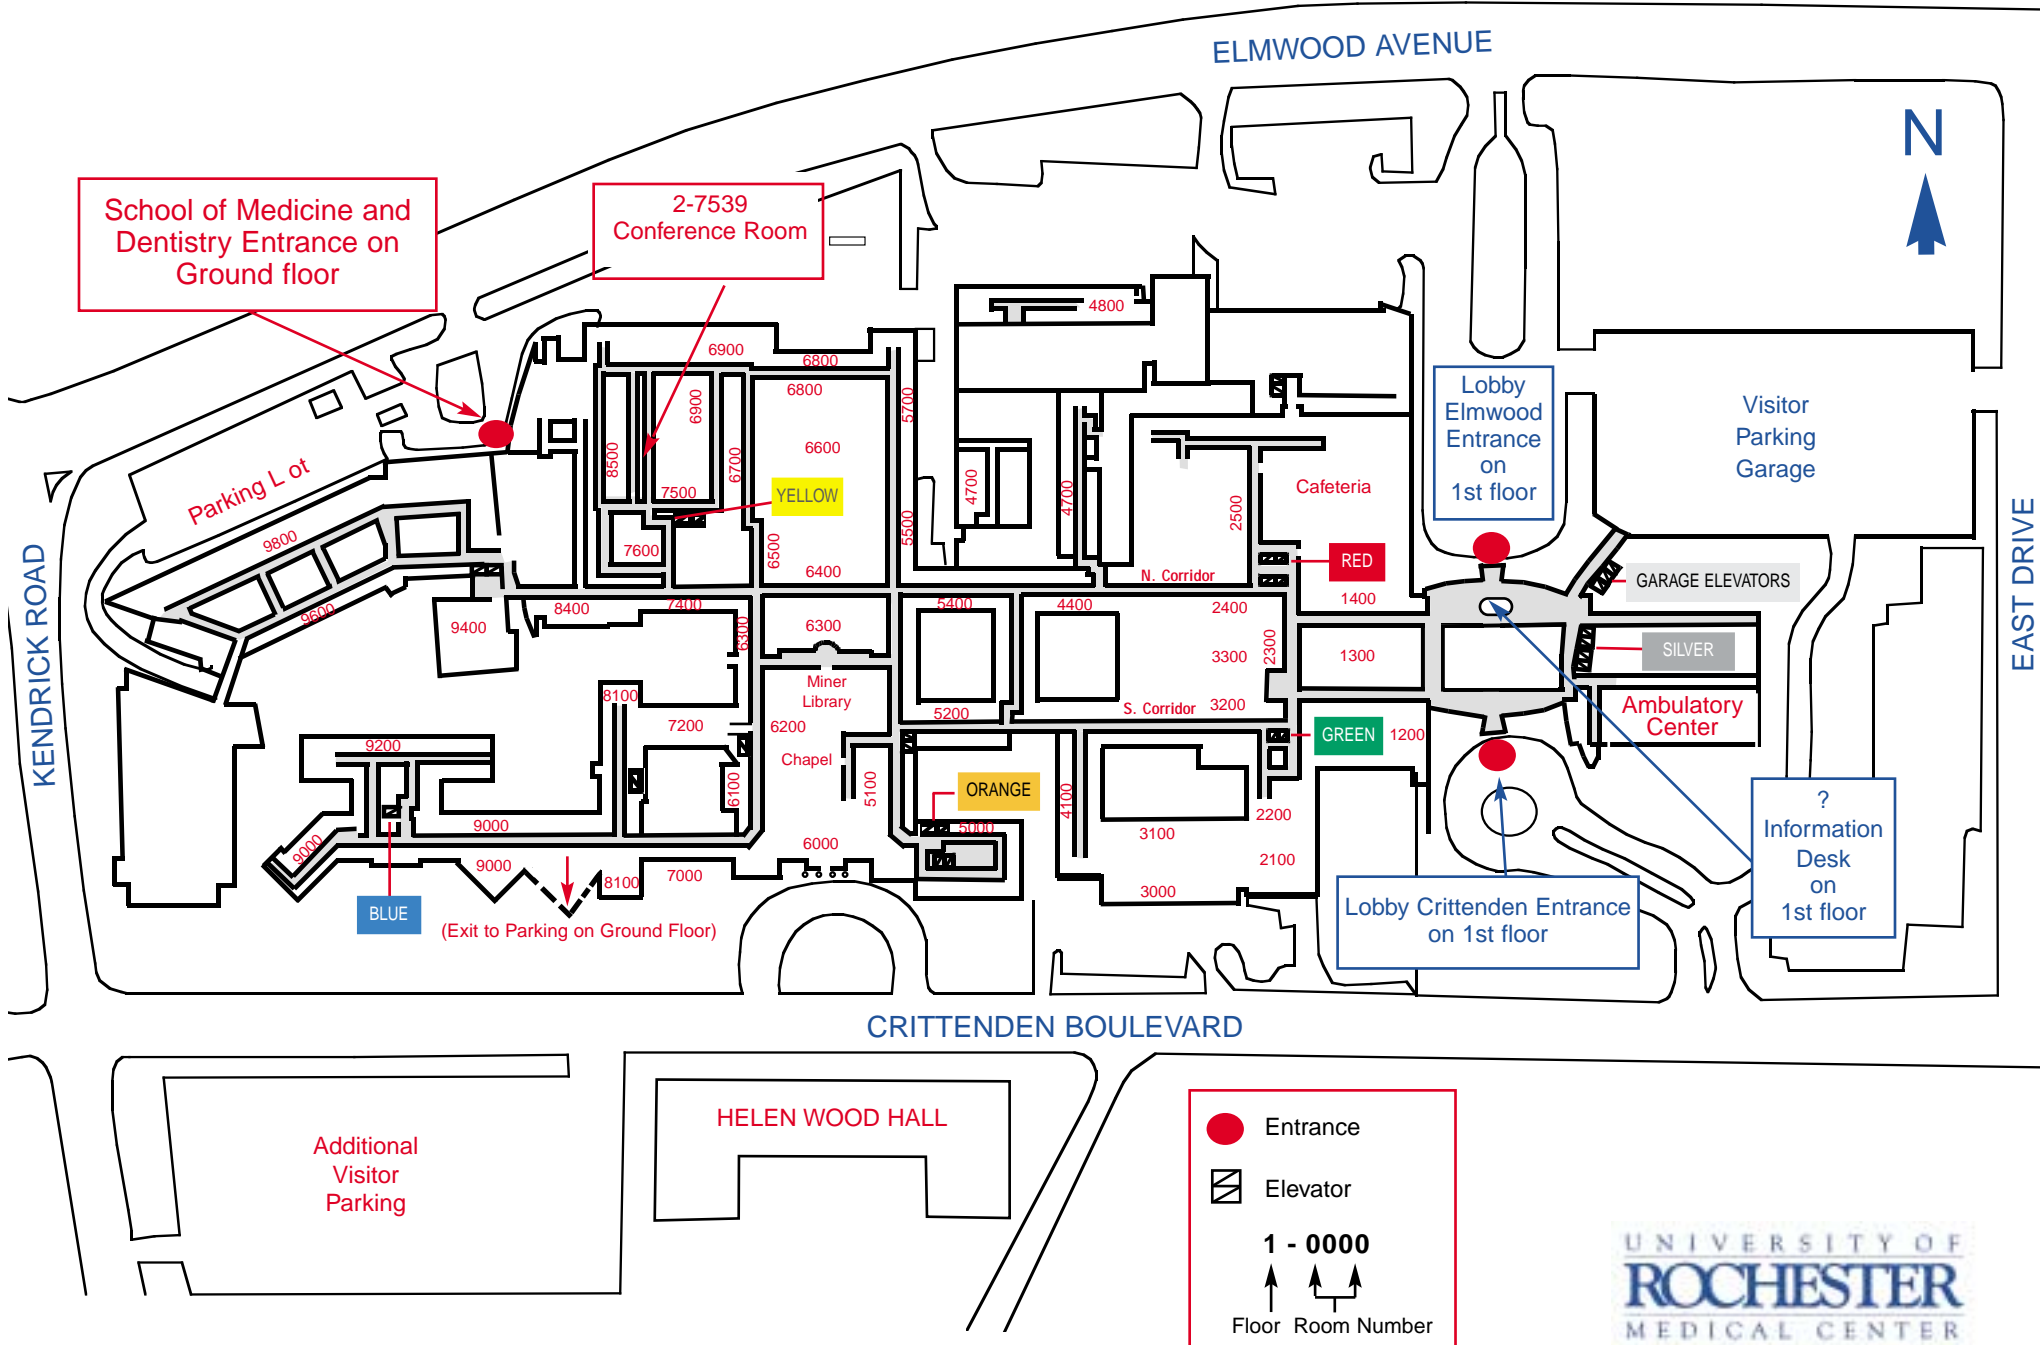 ELMWOOD AVENUE
N
School of Medicine and
Dentistry Entrance on
Ground floor
2-7539
Conference Room
4800
6900
6800
6800
6900
5700
Lobby
Elmwood
Entrance
on
1st floor
Visitor
Parking
Garage
6600
8500
6700
Parking L ot
7500
YELLOW
4700
4700
2500
Cafeteria
EAST DRIVE
9800
7600
6500
5500
6400
N. Corridor
RED
GARAGE ELEVATORS
KENDRICK ROAD
9600
8400
7400
5400
4400
2400
1400
9400
6300
6300
3300
2300
1300
SILVER
Miner
Library
8100
7200
6200
5200
S. Corridor
3200
Ambulatory
Center
GREEN
1200
9200
Chapel
6100
5100
ORANGE
4100
?
Information
Desk
on
1st floor
9000
9000
5000
3100
2200
6000
2100
9000
8100
7000
3000
BLUE
(Exit to Parking on Ground Floor)
Lobby Crittenden Entrance
on 1st floor
CRITTENDEN BOULEVARD
HELEN WOOD HALL
Additional
Visitor
Parking
Entrance
Elevator
1 - 0000
Floor Room Number
UNIVERSITY OF
ROCHESTER
MEDICAL CENTER